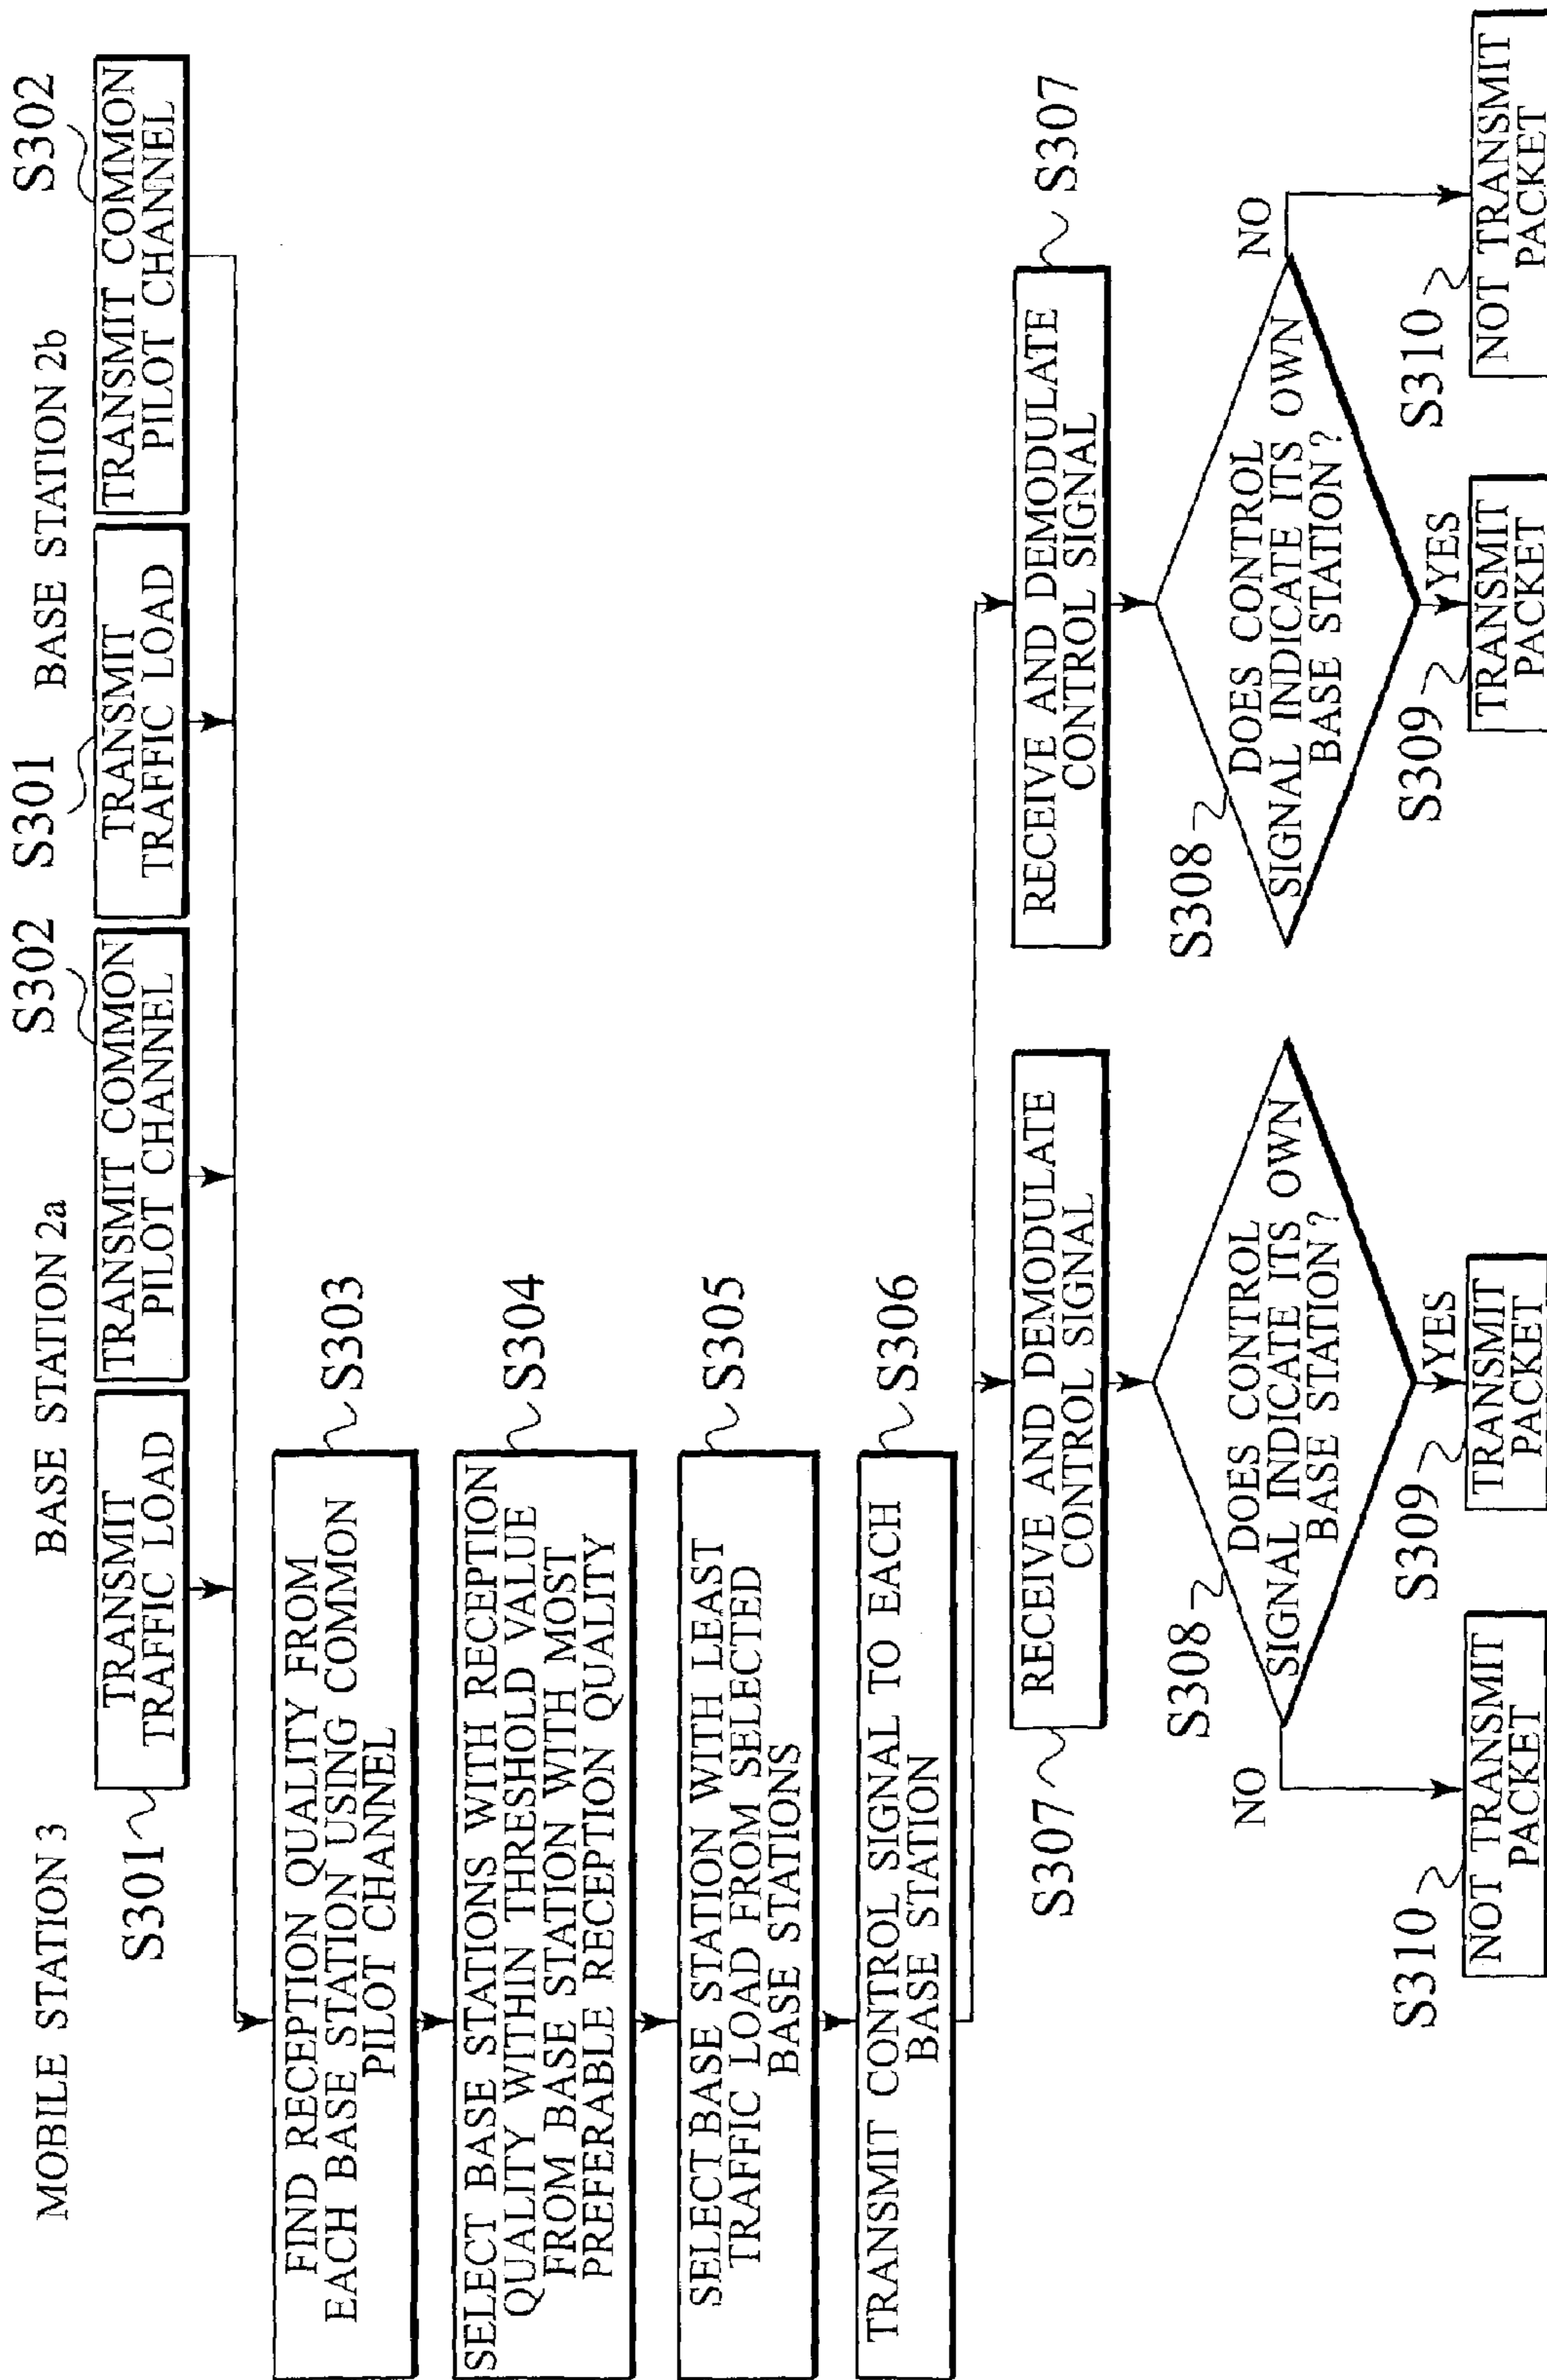 MOBILE STATION 3
BASE STATION 2a
BASE STATION 2b
S301
TRANSMIT
TRAFFIC LOAD
S302
TRANSMIT COMMON
PILOT CHANNEL
S301
TRANSMIT
TRAFFIC LOAD
S302
TRANSMIT COMMON
PILOT CHANNEL
FIND RECEPTION QUALITY FROM
EACH BASE STATION USING COMMON
PILOT CHANNEL
S303
SELECT BASE STATIONS WITH RECEPTION
QUALITY WITHIN THRESHOLD VALUE
FROM BASE STATION WITH MOST
PREFERABLE RECEPTION QUALITY
S304
SELECT BASE STATION WITH LEAST
TRAFFIC LOAD FROM SELECTED
BASE STATIONS
S305
TRANSMIT CONTROL SIGNAL TO EACH
BASE STATION
S306
S307
RECEIVE AND DEMODULATE
CONTROL SIGNAL
RECEIVE AND DEMODULATE
CONTROL SIGNAL
S307
S308
DOES CONTROL
SIGNAL INDICATE ITS OWN
BASE STATION?
NO
YES
S308
DOES CONTROL
SIGNAL INDICATE ITS OWN
BASE STATION?
NO
YES
S310
NOT TRANSMIT
PACKET
S309
TRANSMIT
PACKET
S309
TRANSMIT
PACKET
S310
NOT TRANSMIT
PACKET